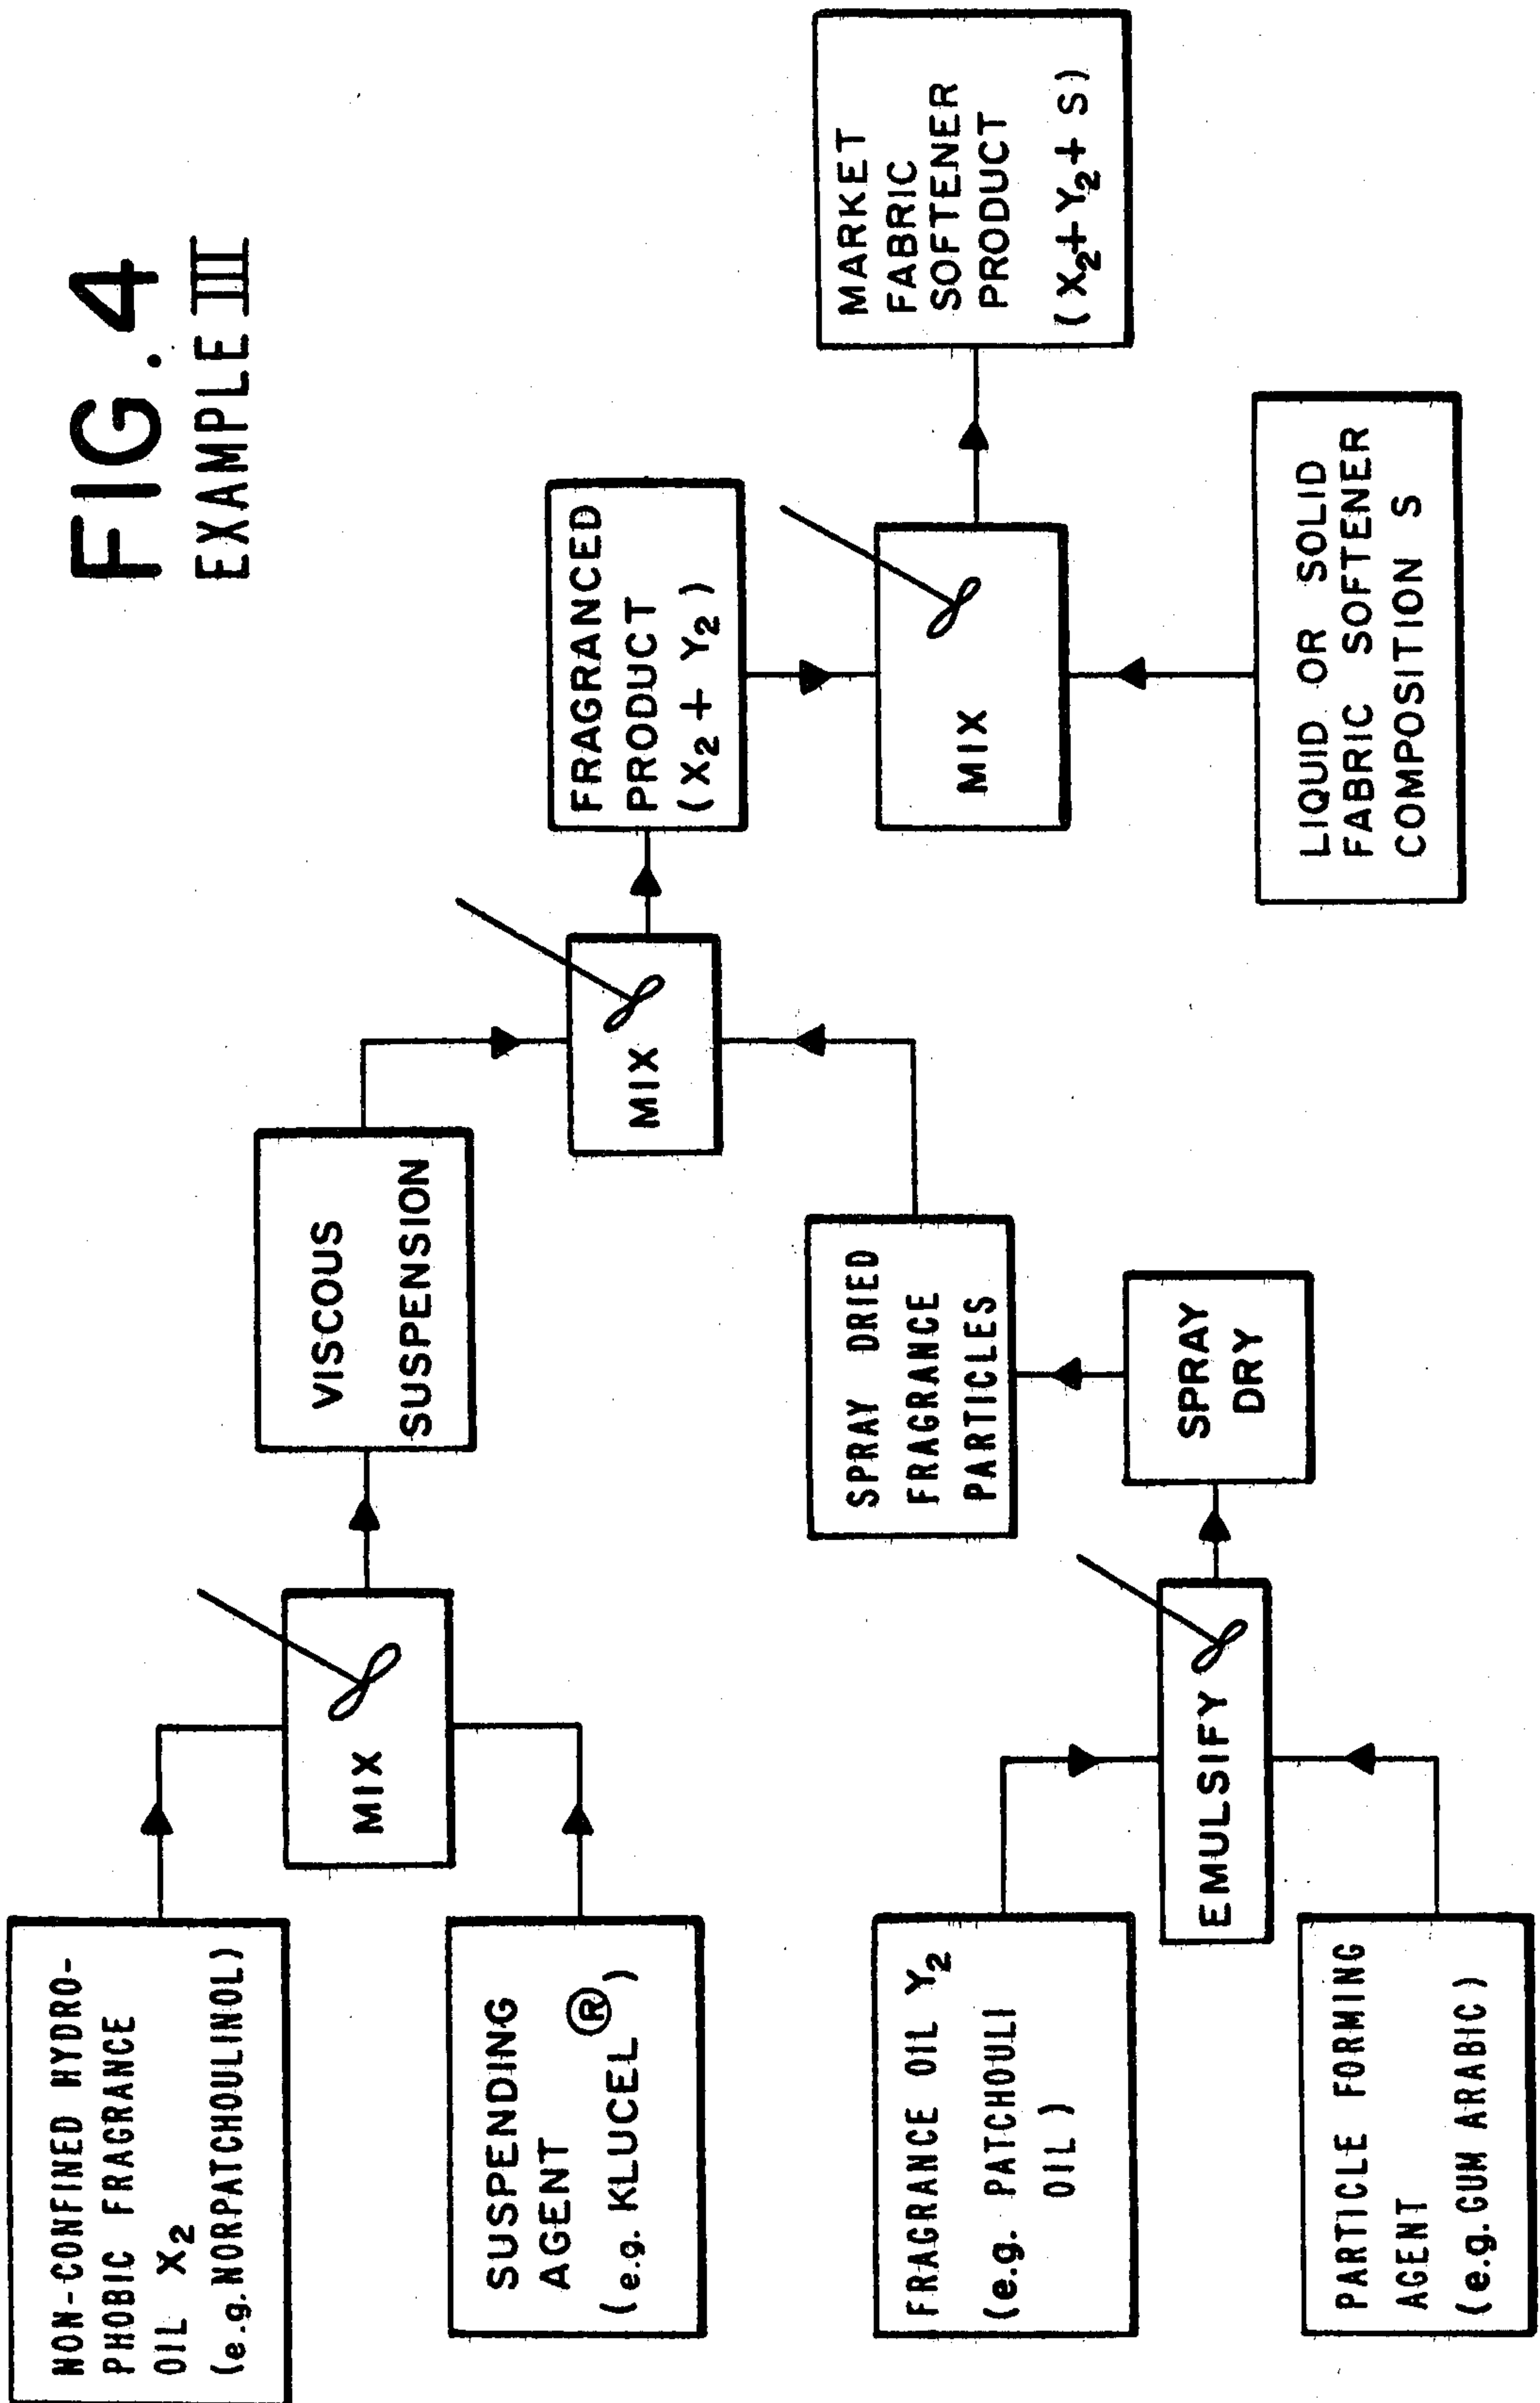 FIG. 4
EXAMPLE III
NON-CONFINED HYDRO-
PHOBIC FRAGRANCE
OIL X₂
(e.g. NORPATCHOULINOL)
SUSPENDING
AGENT
(e.g. KLUCEL®)
MIX
VISCOUS
SUSPENSION
FRAGRANCE OIL Y₂
(e.g. PATCHOULI
OIL)
PARTICLE FORMING
AGENT
(e.g. GUM ARABIC)
EMULSIFY
SPRAY
DRY
SPRAY DRIED
FRAGRANCE
PARTICLES
MIX
FRAGRANCED
PRODUCT
(X₂ + Y₂)
MIX
LIQUID OR SOLID
FABRIC SOFTENER
COMPOSITION S
MARKET
FABRIC
SOFTENER
PRODUCT
(X₂ + Y₂ + S)